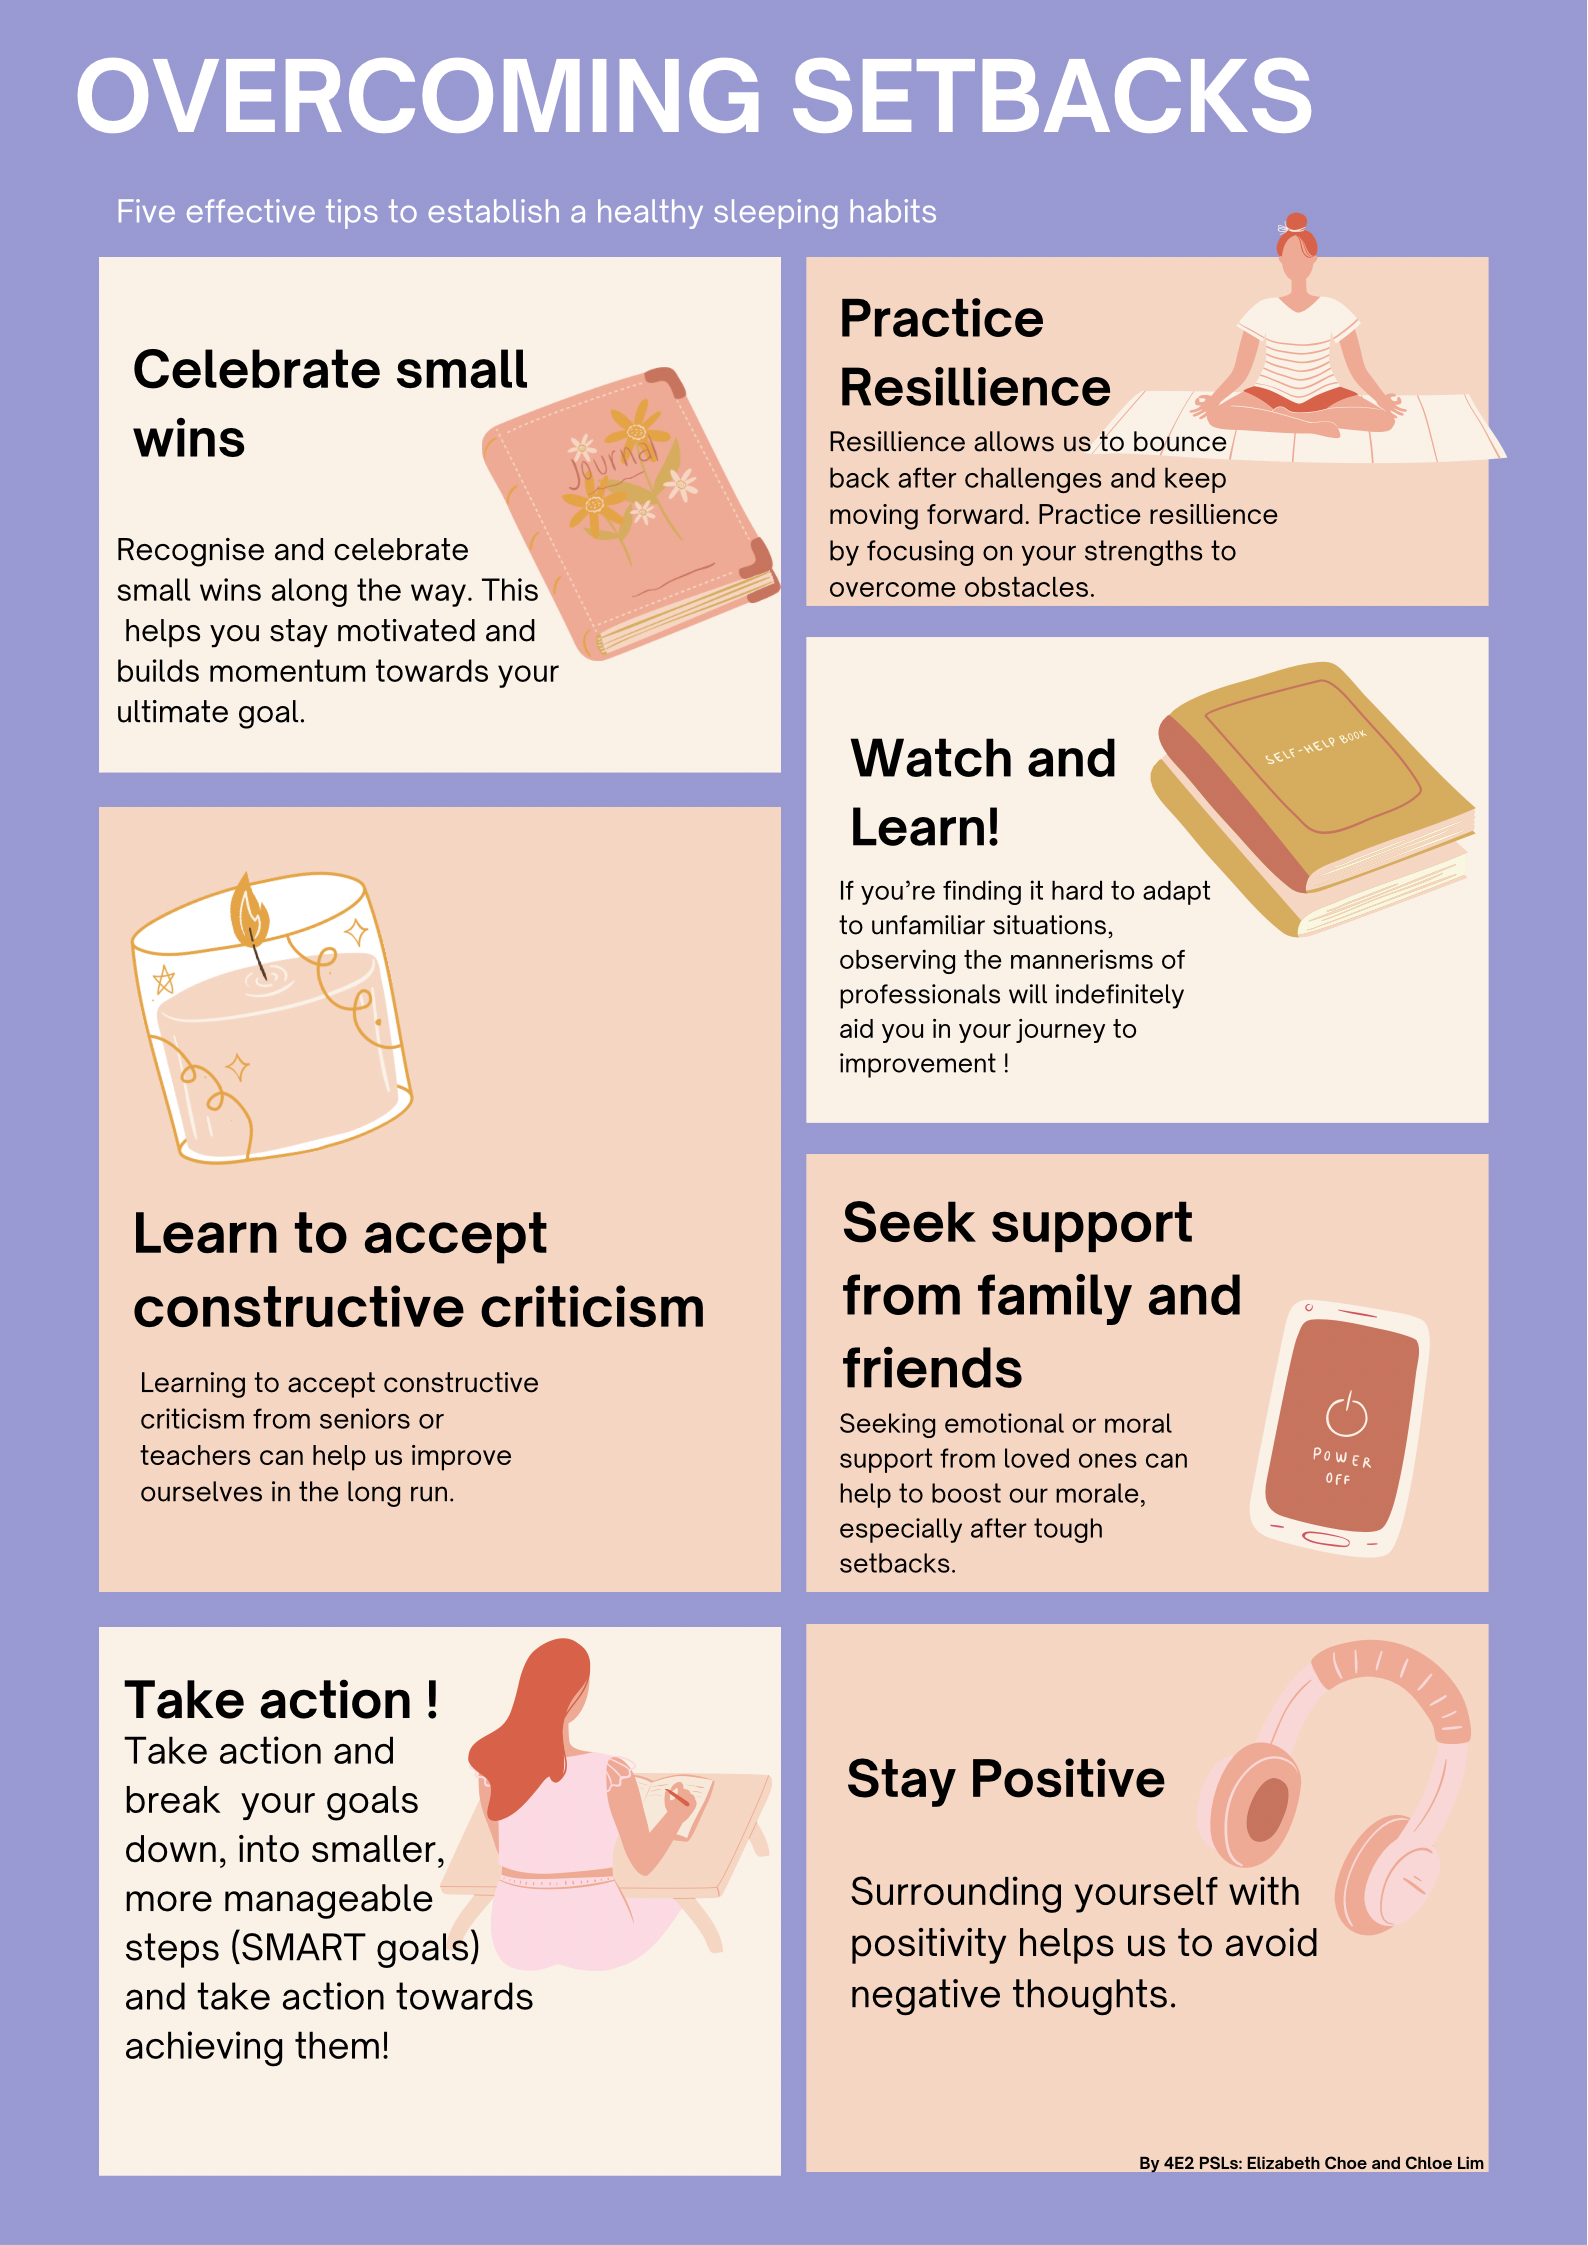 OVERCOMING SETBACKS
Five effective tips to establish a healthy sleeping habits
Celebrate small
wins
Journal
Recognise and celebrate
small wins along the way. This
helps you stay motivated and
builds momentum towards your
ultimate goal.
Practice
Resillience
Resillience allows us to bounce
back after challenges and keep
moving forward. Practice resillience
by focusing on your strengths to
overcome obstacles.
Watch and
Learn!
SELF-HELP BOOK
If you’re finding it hard to adapt
to unfamiliar situations,
observing the mannerisms of
professionals will indefinitely
aid you in your journey to
improvement !
Learn to accept
constructive criticism
Learning to accept constructive
criticism from seniors or
teachers can help us improve
ourselves in the long run.
Seek support
from family and
friends
Seeking emotional or moral
support from loved ones can
help to boost our morale,
especially after tough
setbacks.
POWER
OFF
Take action !
Take action and
break  your goals
down, into smaller,
more manageable
steps (SMART goals)
and take action towards
achieving them!
Stay Positive
Surrounding yourself with
positivity helps us to avoid
negative thoughts.
By 4E2 PSLs: Elizabeth Choe and Chloe Lim